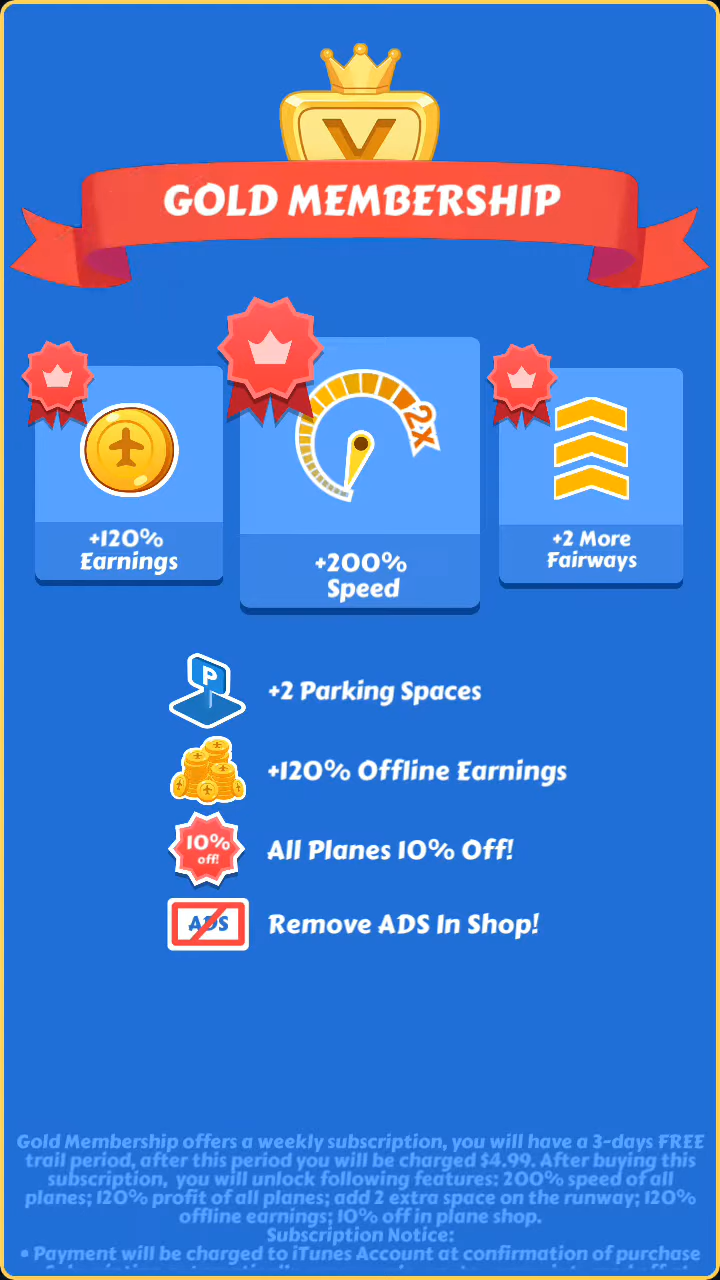 V
GOLD MEMBERSHIP
2x
+120%
Earnings
+200%
Speed
+2 More
Fairways
P
+2 Parking Spaces
+120% Offline Earnings
10%
off!
All Planes 10% Off!
ADS
Remove ADS In Shop!
Gold Membership offers a weekly subscription, you will have a 3-days FREE
trail period, after this period you will be charged $4.99. After buying this
subscription, you will unlock following features: 200% speed of all
planes; 120% profit of all planes; add 2 extra space on the runway; 120%
offline earnings; 10% off in plane shop.
Subscription Notice:
• Payment will be charged to iTunes Account at confirmation of purchase